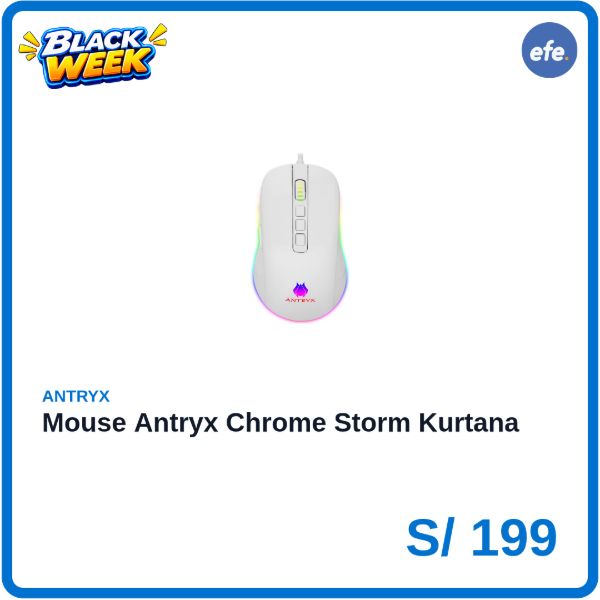 BLACK
WEEK
efe.
ANTRYX
ANTRYX
Mouse Antryx Chrome Storm Kurtana
S/ 199